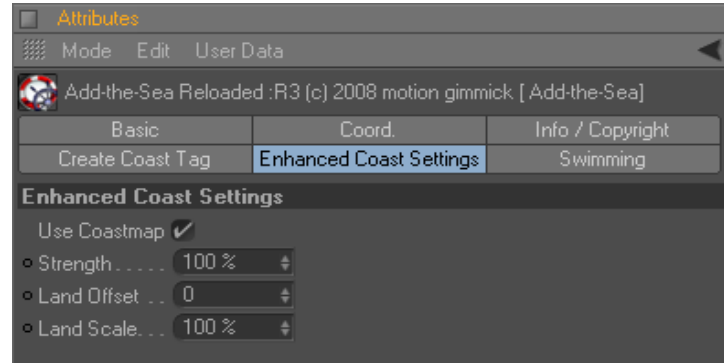 Attributes
Mode Edit User Data
Add-the-Sea Reloaded :R3 (c) 2008 motion gimmick [ Add-the-Sea]
Basic Coord. Info / Copyright
Create Coast Tag Enhanced Coast Settings Swimming
Enhanced Coast Settings
Use Coastmap
Strength..... 100 %
Land Offset .. 0
Land Scale... 100 %